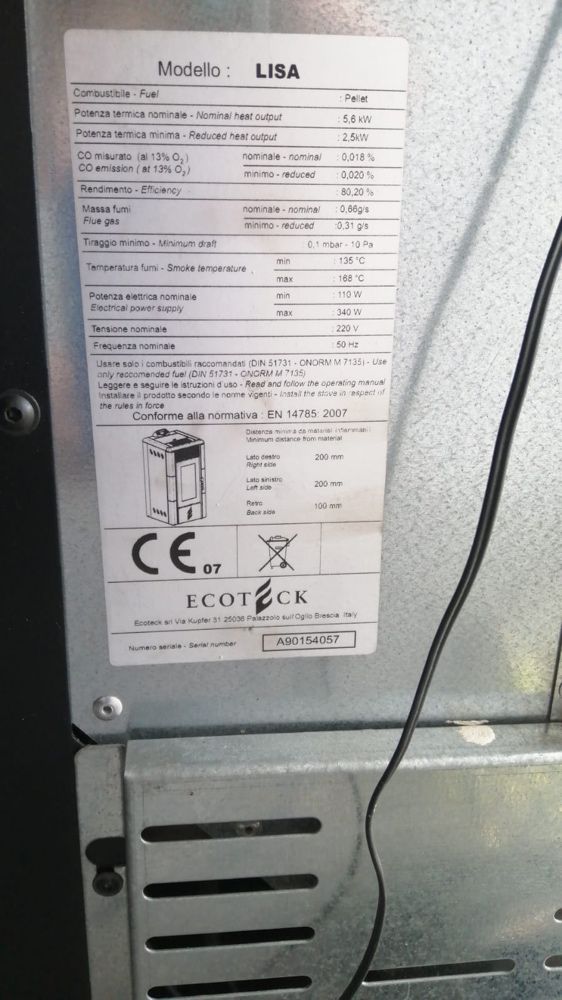 Modello : LISA
Combustibile - Fuel : Pellet
Potenza termica nominale - Nominal heat output : 5,6 kW
Potenza termica minima - Reduced heat output : 2,5kW
CO misurato (al 13% O2) nominale - nominal : 0,018 %
CO emission ( at 13% O2) minimo - reduced : 0,020 %
Rendimento - Efficiency : 80,20 %
Massa fumi nominale - nominal : 0,66g/s
Flue gas minimo - reduced : 0,31 g/s
Tiraggio minimo - Minimum draft : 0,1 mbar - 10 Pa
Temperatura fumi - Smoke temperature min : 135 °C
max : 168 °C
Potenza elettrica nominale min : 110 W
Electrical power supply max : 340 W
Tensione nominale : 220 V
Frequenza nominale : 50 Hz
Usare solo i combustibili raccomandati (DIN 51731 - ONORM M 7135) - Use
only raccomended fuel (DIN 51731 - ONORM M 7135)
Leggere e seguire le istruzioni d'uso - Read and follow the operating manual
Installare il prodotto secondo le norme vigenti - Install the stove in respect of
the rules in force
Conforme alla normativa : EN 14785: 2007
Distanza minima da materiali infiammabili
Minimum distance from material
Lato destro 200 mm
Right side
Lato sinistro 200 mm
Left side
Retro 100 mm
Back side
CE 07
ECOTECK
Ecoteck srl Via Kupfer 31 25036 Palazzolo sull'Oglio Brescia Italy
Numero seriale - Serial number A90154057